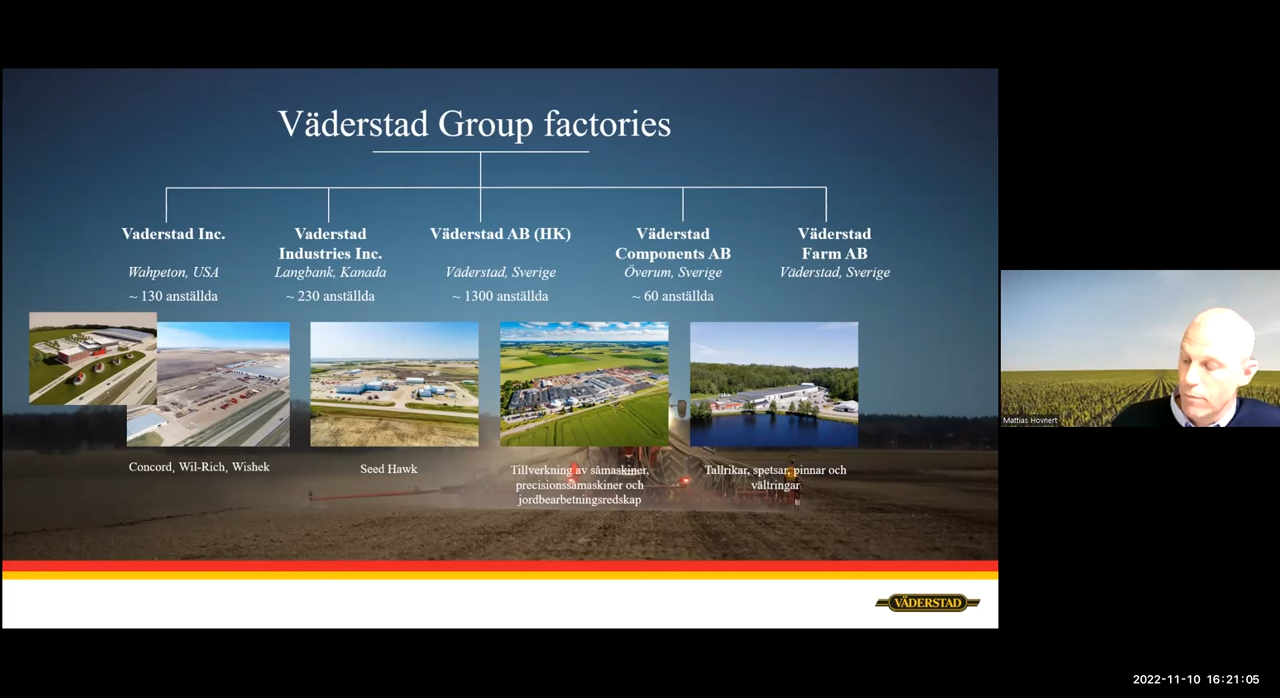 Väderstad Group factories
Vaderstad Inc.
Wahpeton, USA
~ 130 anställda
Vaderstad
Industries Inc.
Langbank, Kanada
~ 230 anställda
Väderstad AB (HK)
Väderstad, Sverige
~ 1300 anställda
Väderstad
Components AB
Överum, Sverige
~ 60 anställda
Väderstad
Farm AB
Väderstad, Sverige
Concord, Wil-Rich, Wishek
Seed Hawk
Tillverkning av såmaskiner,
precisionssåmaskiner och
jordbearbetningsredskap
Tallrikar, spetsar, pinnar och
vältringar
VÄDERSTAD
Mattias Hovnert
2022-11-10 16:21:05